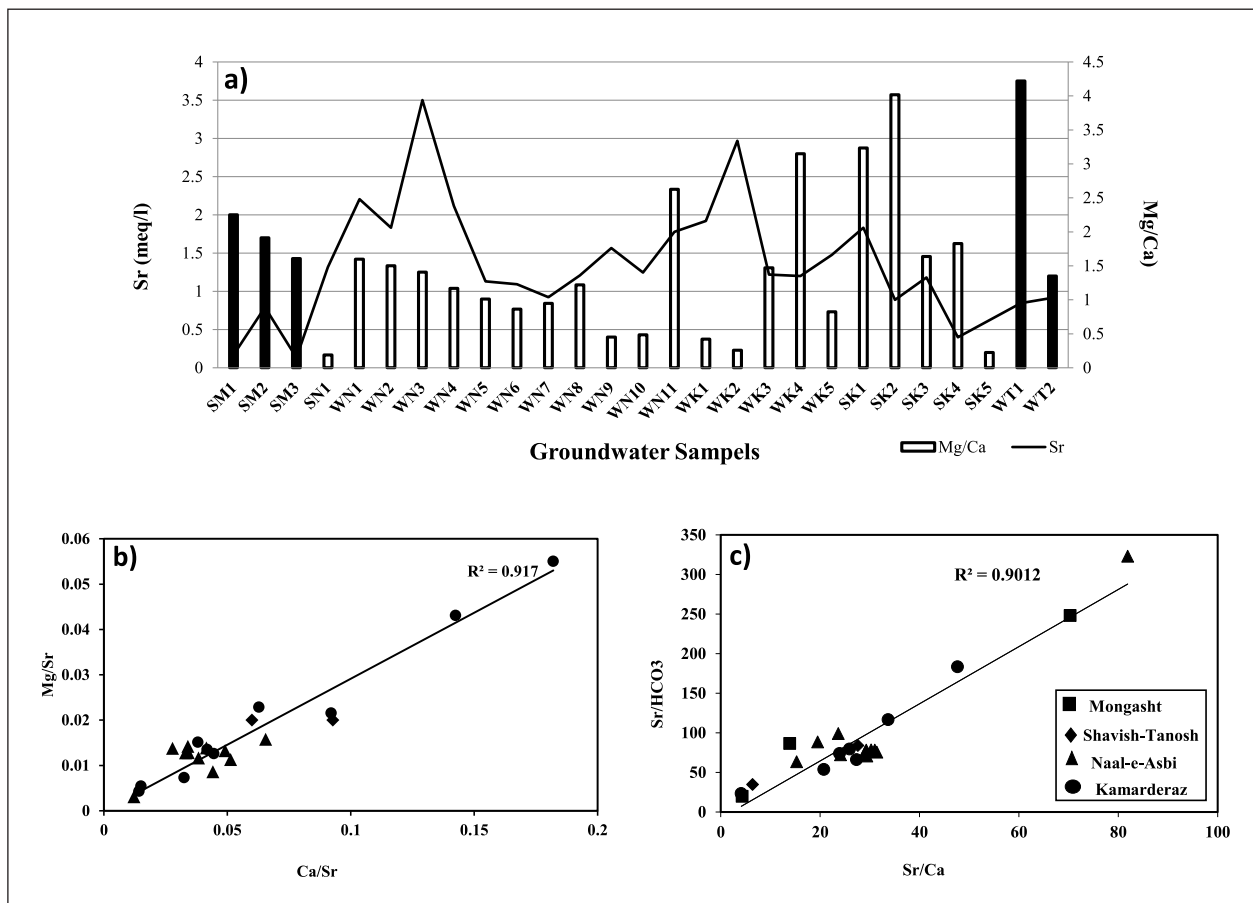 a)
4
3.5
3
2.5
2
1.5
1
0.5
0
4.5
4
3.5
3
2.5
2
1.5
1
0.5
0
Sr (meq/l)
Mg/Ca
SM1 SM2 SM3 SN1 WN1 WN2 WN3 WN4 WN5 WN6 WN7 WN8 WN9 WN10 WN11 WK1 WK2 WK3 WK4 WK5 SK1 SK2 SK3 SK4 SK5 WT1 WT2
Groundwater Sampels
Mg/Ca Sr
b)
R² = 0.917
0.06
0.05
0.04
0.03
0.02
0.01
0
Mg/Sr
0 0.05 0.1 0.15 0.2
Ca/Sr
c)
R² = 0.9012
350
300
250
200
150
100
50
0
Sr/HCO3
Mongasht
Shavish-Tanosh
Naal-e-Asbi
Kamarderaz
0 20 40 60 80 100
Sr/Ca